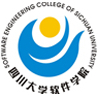 SOFTWARE ENGINEERING COLLEGE OF SICHUAN UNIVERSITY
四川大学软件学院